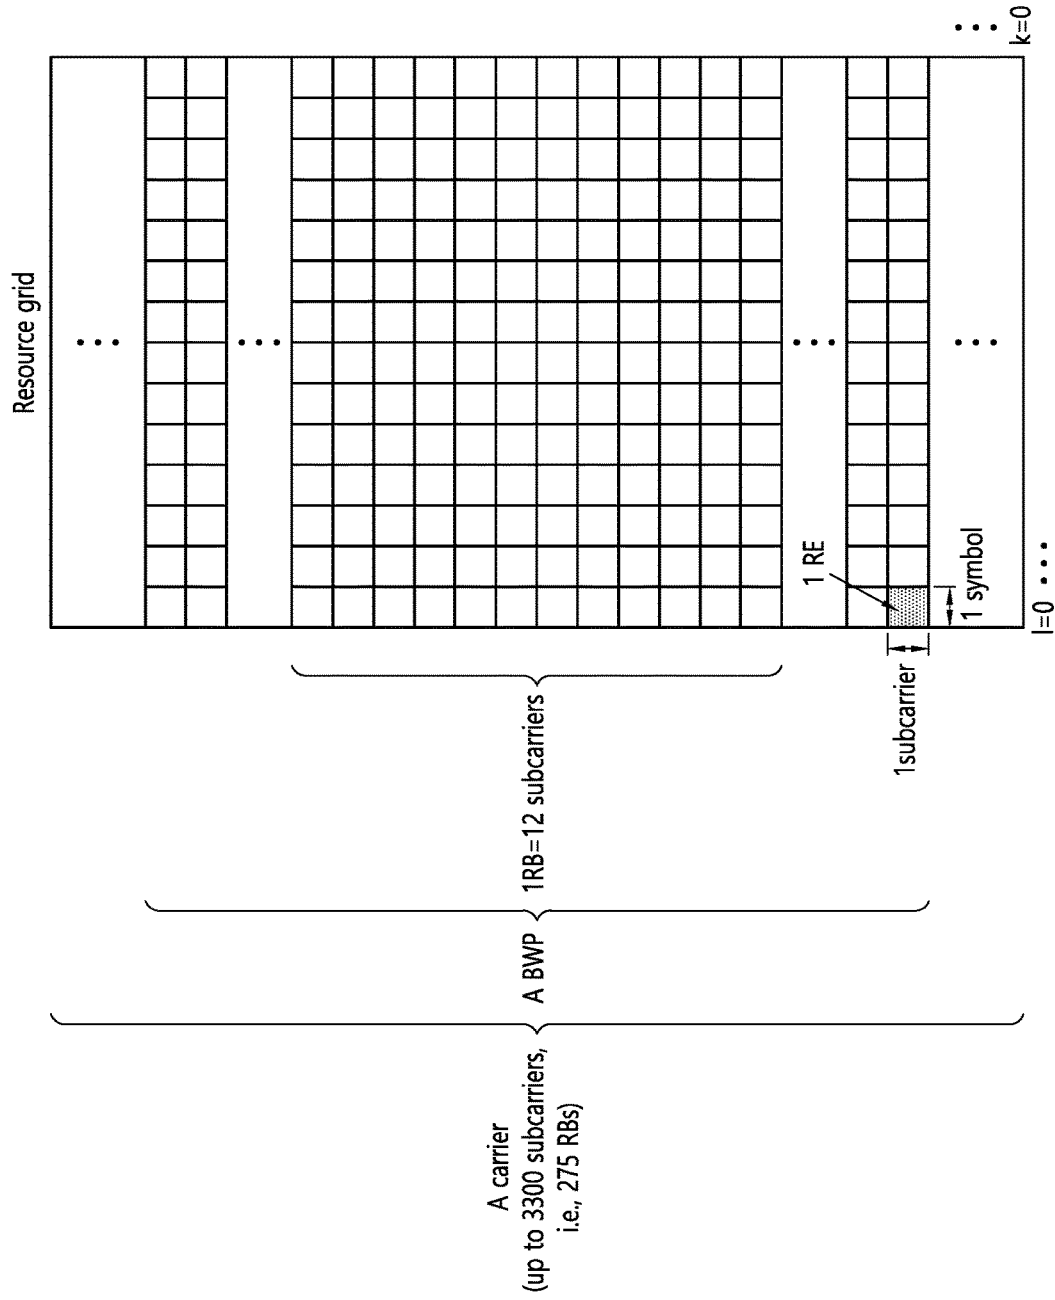 Resource grid
A carrier
(up to 3300 subcarriers,
i.e., 275 RBs)
A BWP
1RB=12 subcarriers
1subcarrier
1 RE
1 symbol
l=0
k=0